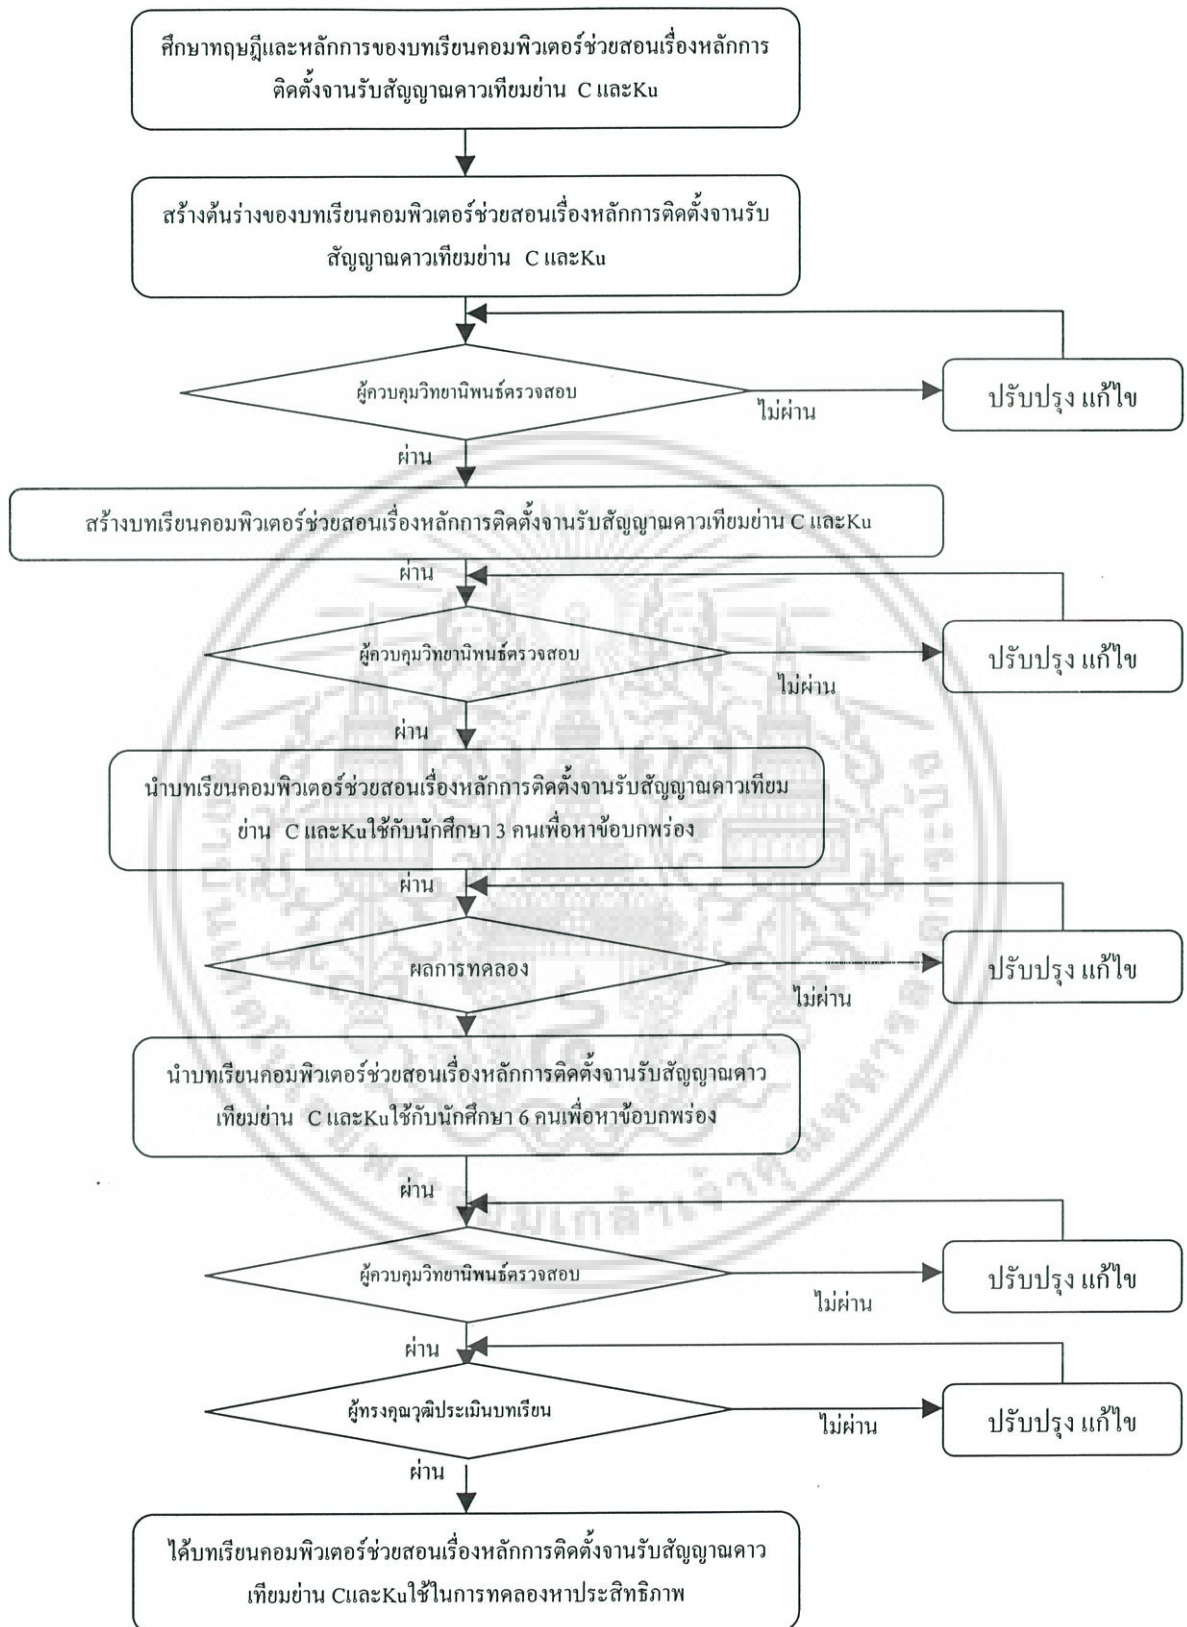 ศึกษาทฤษฎีและหลักการของบทเรียนคอมพิวเตอร์ช่วยสอนเรื่องหลักการ
ติดตั้งจานรับสัญญาณดาวเทียมย่าน C และKu
สร้างต้นร่างของบทเรียนคอมพิวเตอร์ช่วยสอนเรื่องหลักการติดตั้งจานรับ
สัญญาณดาวเทียมย่าน C และKu
ผู้ควบคุมวิทยานิพนธ์ตรวจสอบ
ไม่ผ่าน
ปรับปรุง แก้ไข
ผ่าน
สร้างบทเรียนคอมพิวเตอร์ช่วยสอนเรื่องหลักการติดตั้งจานรับสัญญาณดาวเทียมย่าน C และKu
ผ่าน
ผู้ควบคุมวิทยานิพนธ์ตรวจสอบ
ไม่ผ่าน
ปรับปรุง แก้ไข
ผ่าน
นำบทเรียนคอมพิวเตอร์ช่วยสอนเรื่องหลักการติดตั้งจานรับสัญญาณดาวเทียม
ย่าน C และKuใช้กับนักศึกษา 3 คนเพื่อหาข้อบกพร่อง
ผ่าน
ผลการทดลอง
ไม่ผ่าน
ปรับปรุง แก้ไข
นำบทเรียนคอมพิวเตอร์ช่วยสอนเรื่องหลักการติดตั้งจานรับสัญญาณดาว
เทียมย่าน C และKuใช้กับนักศึกษา 6 คนเพื่อหาข้อบกพร่อง
ผ่าน
ผู้ควบคุมวิทยานิพนธ์ตรวจสอบ
ไม่ผ่าน
ปรับปรุง แก้ไข
ผ่าน
ผู้ทรงคุณวุฒิประเมินบทเรียน
ไม่ผ่าน
ปรับปรุง แก้ไข
ผ่าน
ได้บทเรียนคอมพิวเตอร์ช่วยสอนเรื่องหลักการติดตั้งจานรับสัญญาณดาว
เทียมย่าน CและKuใช้ในการทดลองหาประสิทธิภาพ